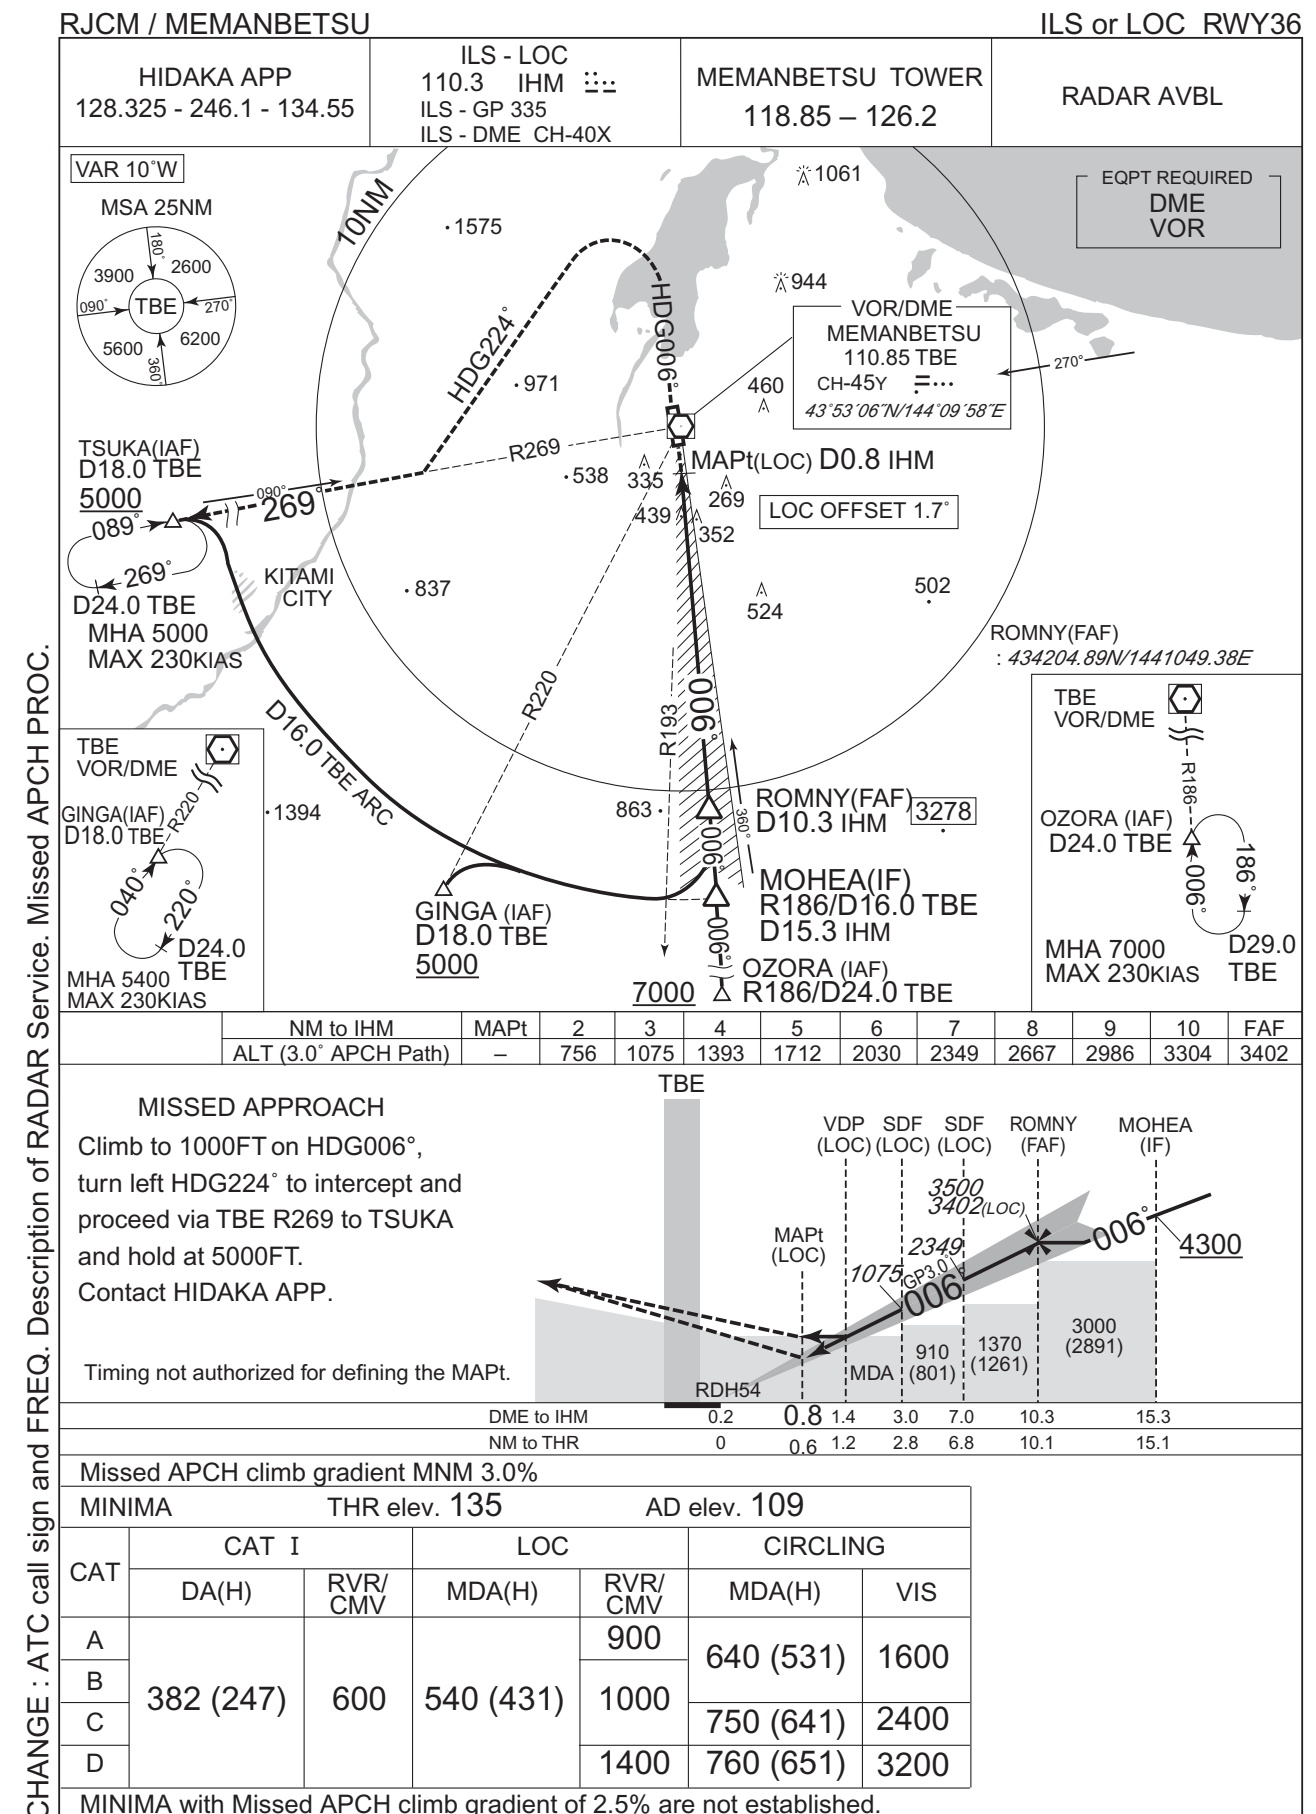 RJCM / MEMANBETSU
ILS or LOC RWY36
HIDAKA APP
128.325 - 246.1 - 134.55
ILS - LOC
110.3 IHM
ILS - GP 335
ILS - DME CH-40X
MEMANBETSU TOWER
118.85 – 126.2
RADAR AVBL
VAR 10°W
MSA 25NM
180°
3900
2600
090°
TBE
270°
5600
6200
360°
10NM
1575
1061
EQPT REQUIRED
DME
VOR
944
HDG006°
HDG224°
VOR/DME
MEMANBETSU
110.85 TBE
CH-45Y
43°53′06″N/144°09′58″E
270°
971
460
TSUKA(IAF)
D18.0 TBE
5000
090°
269°
R269
538
335
MAPt(LOC) D0.8 IHM
269
439
352
LOC OFFSET 1.7°
089°
269°
D24.0 TBE
MHA 5000
MAX 230KIAS
KITAMI
CITY
837
524
502
ROMNY(FAF)
: 434204.89N/1441049.38E
R220
R193
006°
D16.0 TBE ARC
TBE
VOR/DME
R220
GINGA(IAF)
D18.0 TBE
040°
220°
D24.0
TBE
MHA 5400
MAX 230KIAS
1394
863
ROMNY(FAF)
D10.3 IHM
3278
360°
006°
MOHEA(IF)
R186/D16.0 TBE
D15.3 IHM
GINGA (IAF)
D18.0 TBE
5000
006°
OZORA (IAF)
7000
R186/D24.0 TBE
TBE
VOR/DME
R186
OZORA (IAF)
D24.0 TBE
006°
186°
MHA 7000
MAX 230KIAS
D29.0
TBE
NM to IHM MAPt 2 3 4 5 6 7 8 9 10 FAF
ALT (3.0° APCH Path) – 756 1075 1393 1712 2030 2349 2667 2986 3304 3402
MISSED APPROACH
Climb to 1000FT on HDG006°,
turn left HDG224° to intercept and
proceed via TBE R269 to TSUKA
and hold at 5000FT.
Contact HIDAKA APP.
Timing not authorized for defining the MAPt.
TBE
VDP
(LOC)
SDF
(LOC)
SDF
(LOC)
ROMNY
(FAF)
MOHEA
(IF)
MAPt
(LOC)
3500
3402(LOC)
2349
1075
GP3.0°
006
006°
4300
MDA
910
(801)
1370
(1261)
3000
(2891)
RDH54
DME to IHM 0.2 0.8 1.4 3.0 7.0 10.3 15.3
NM to THR 0 0.6 1.2 2.8 6.8 10.1 15.1
Missed APCH climb gradient MNM 3.0%
MINIMA THR elev. 135 AD elev. 109
CAT CAT I LOC CIRCLING
DA(H) RVR/CMV MDA(H) RVR/CMV MDA(H) VIS
A 900
B 640 (531) 1600
382 (247) 600 540 (431) 1000
C 750 (641) 2400
D 1400 760 (651) 3200
MINIMA with Missed APCH climb gradient of 2.5% are not established.
CHANGE : ATC call sign and FREQ. Description of RADAR Service. Missed APCH PROC.